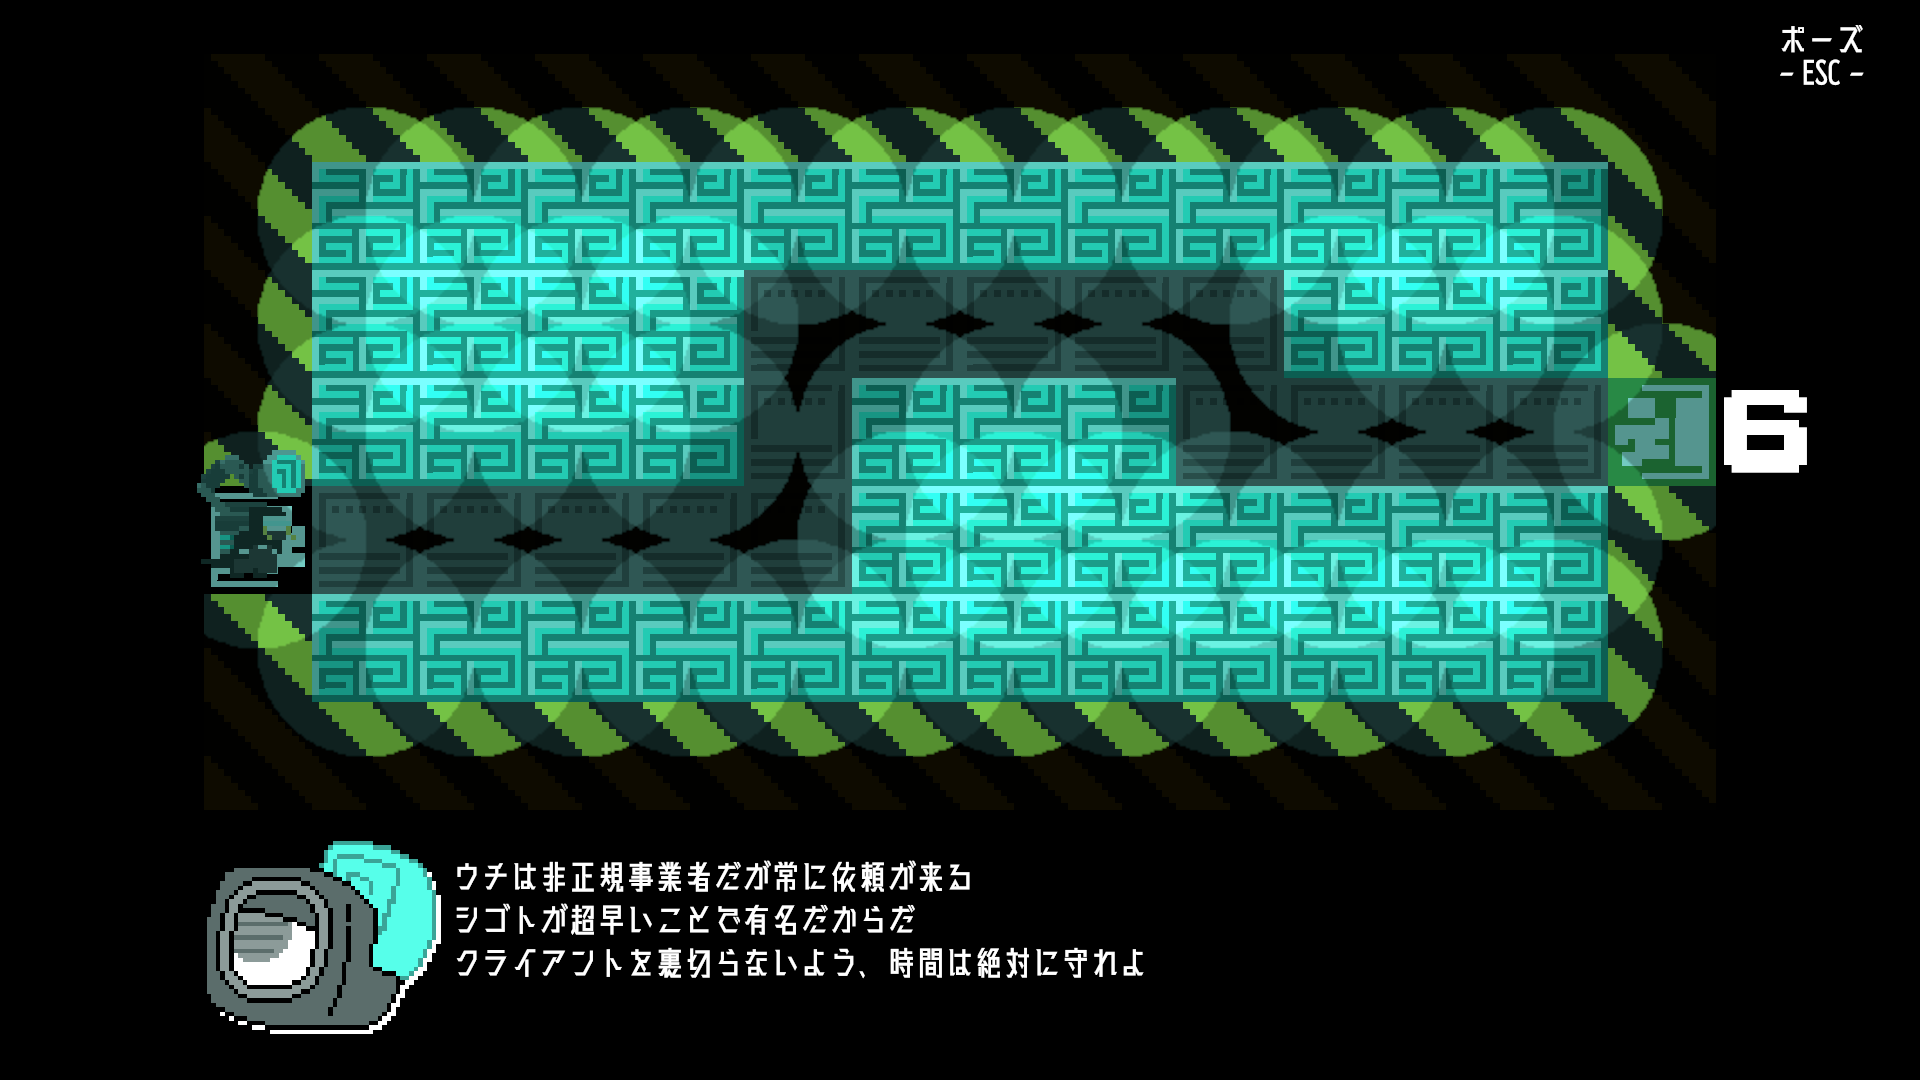 ポーズ
- ESC -
6
ウチは非正規事業者だが常に依頼が来る
シゴトが超早いことで有名だからだ
クライアントを裏切らないよう、時間は絶対に守れよ